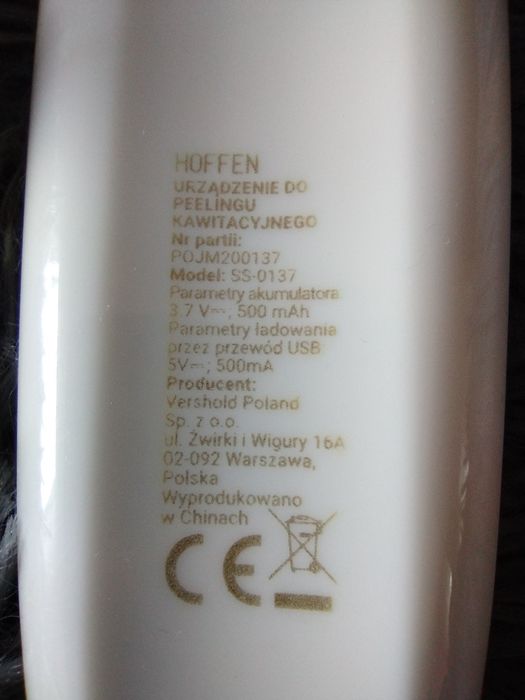 HOFFEN
URZĄDZENIE DO
PEELINGU
KAWITACYJNEGO
Nr partii:
POJM200137
Model: SS-0137
Parametry akumulatora:
3.7 V⎓; 500 mAh
Parametry ładowania
przez przewód USB:
5V⎓; 500mA
Producent:
Vershold Poland
Sp. z o.o.
ul. Żwirki i Wigury 16A
02-092 Warszawa,
Polska
Wyprodukowano
w Chinach
CE